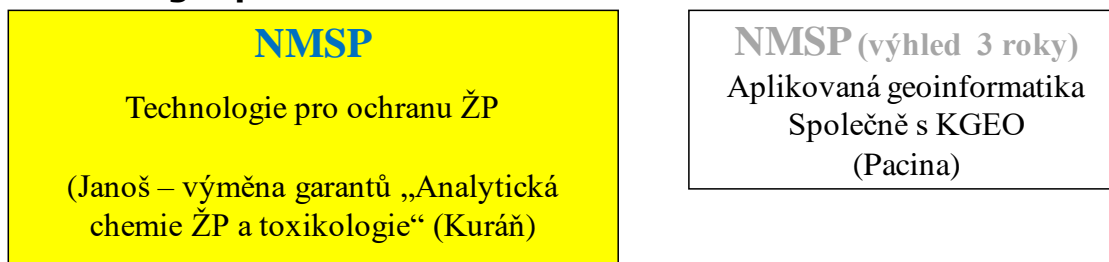 NMSP
Technologie pro ochranu ŽP
(Janoš – výměna garantů „Analytická
chemie ŽP a toxikologie“ (Kuráň)
NMSP (výhled 3 roky)
Aplikovaná geoinformatika
Společně s KGEO
(Pacina)